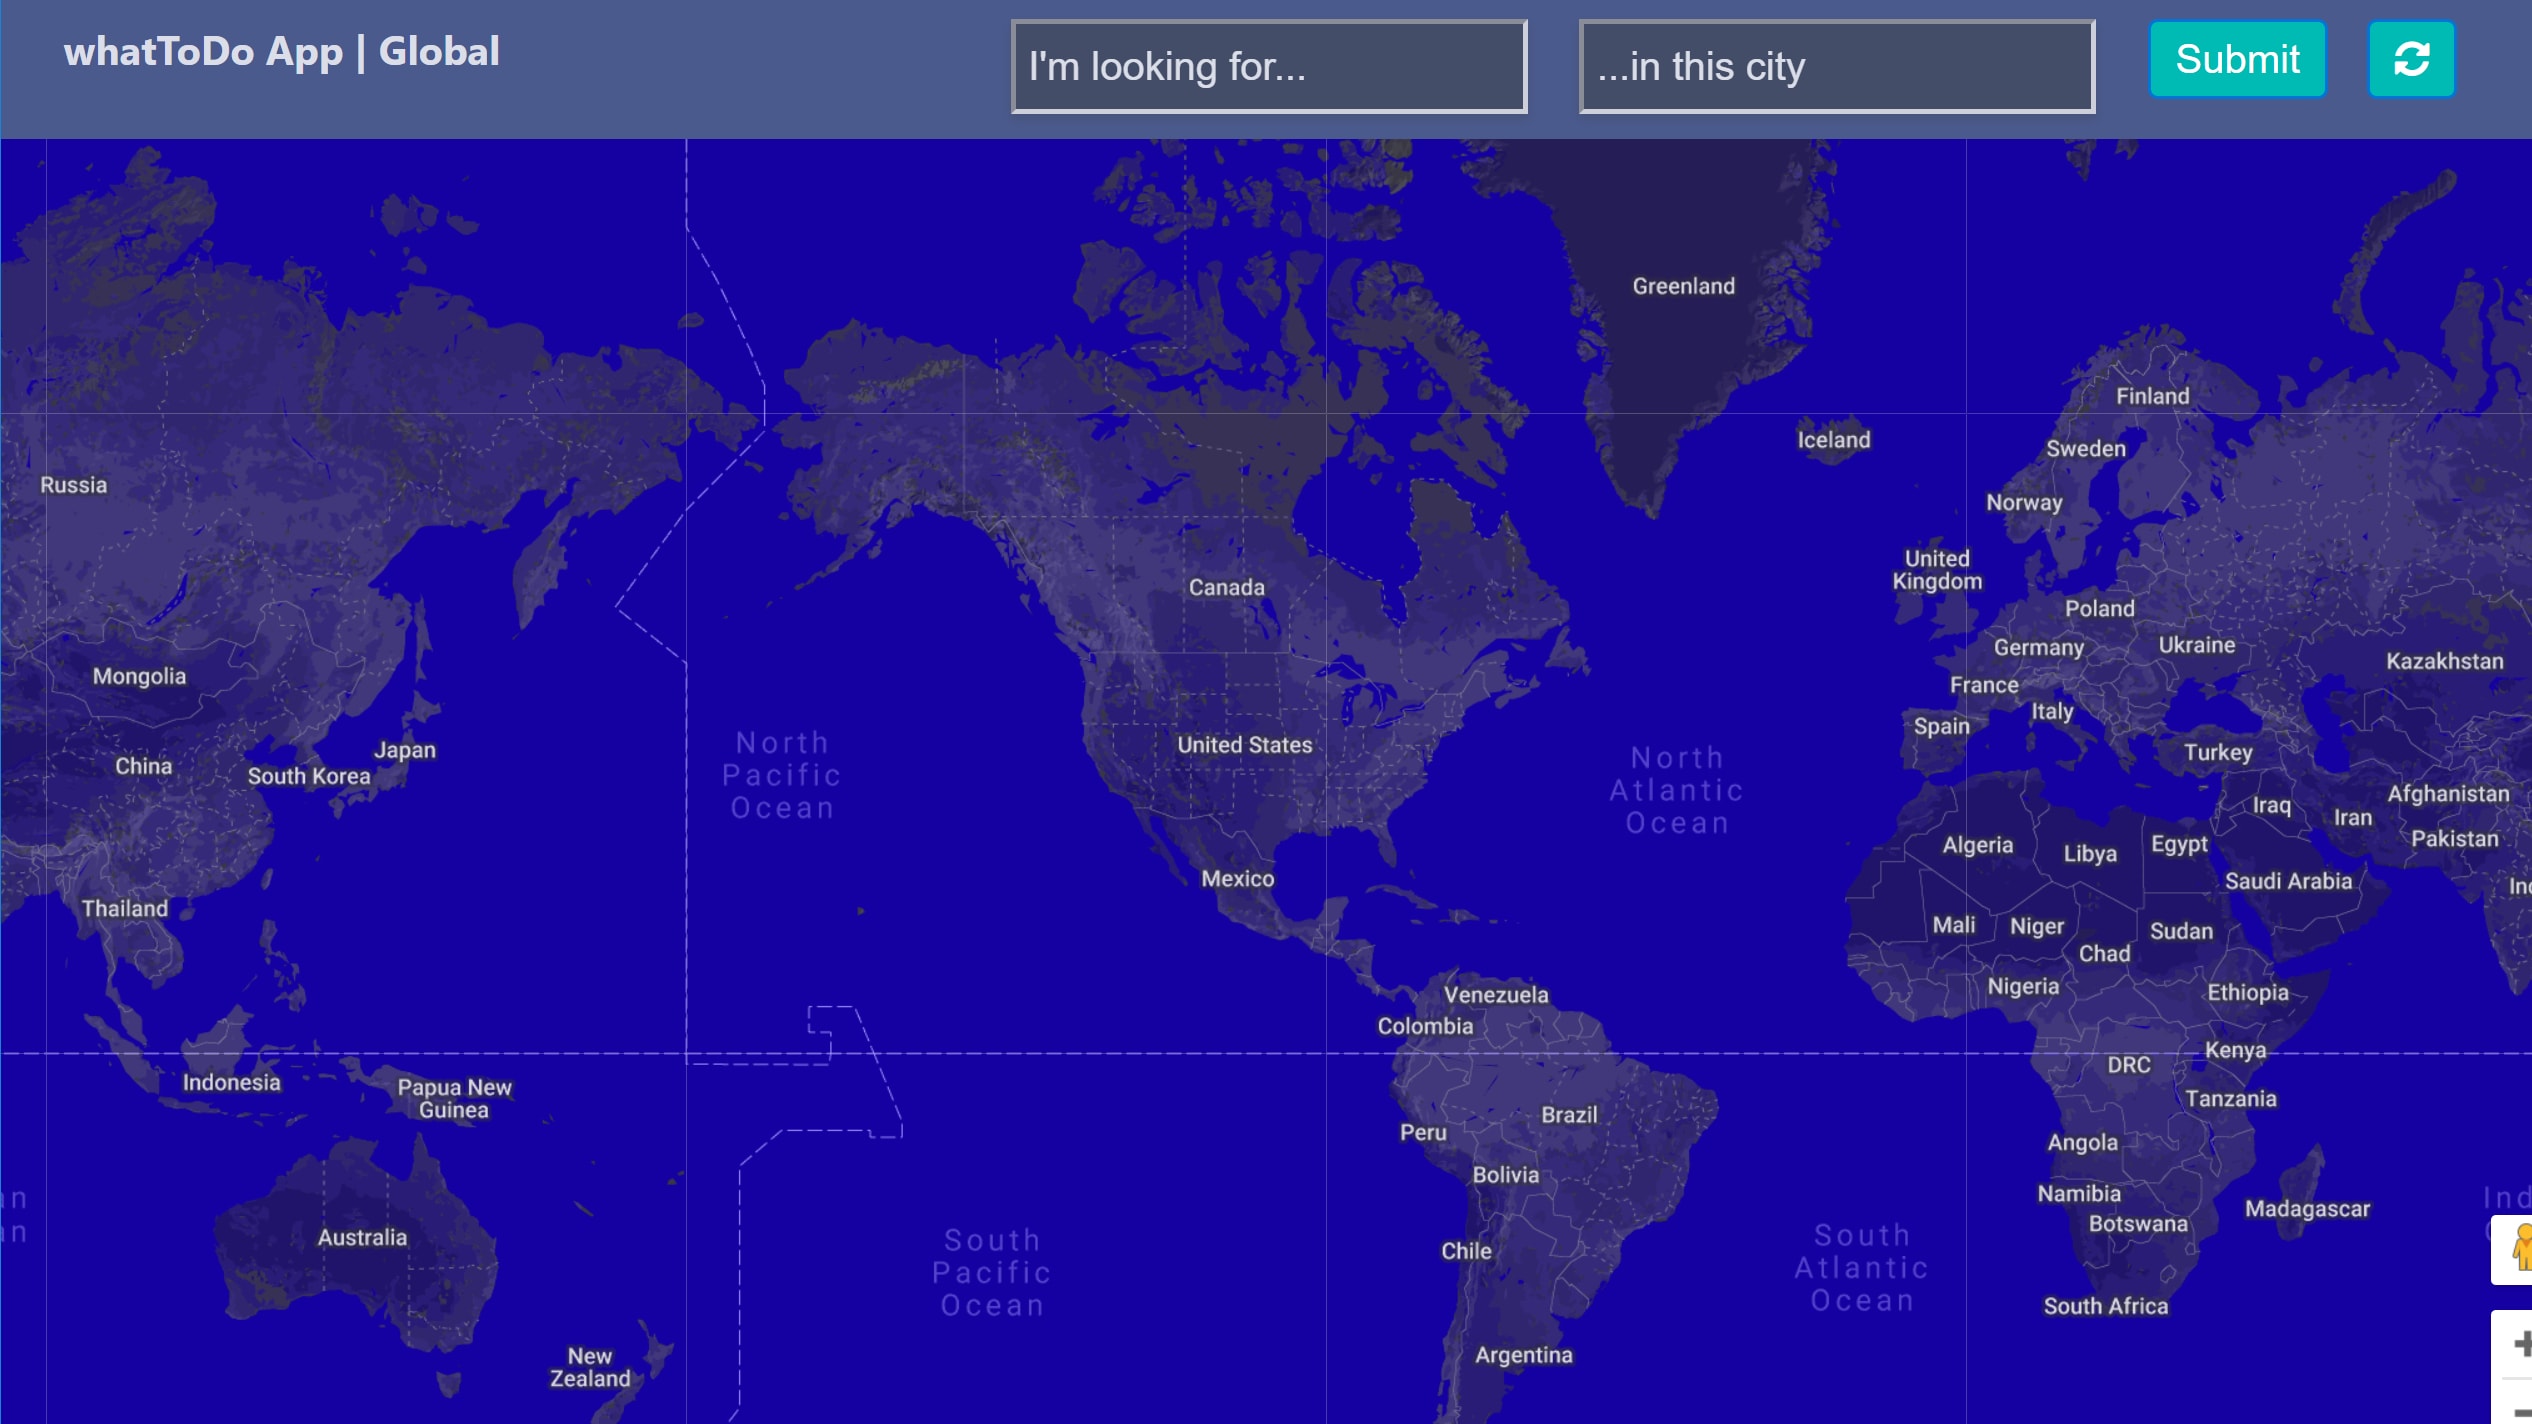 whatToDo App | Global
I'm looking for...
...in this city
Submit
Greenland
Finland
Iceland
Sweden
Russia
Norway
United
Kingdom
Canada
Poland
Germany
Ukraine
Mongolia
Kazakhstan
France
Italy
Spain
Japan
United States
Turkey
China
South Korea
North
Pacific
Ocean
North
Atlantic
Ocean
Afghanistan
Iraq
Iran
Pakistan
Algeria
Libya
Egypt
Mexico
Saudi Arabia
Thailand
Mali
Niger
Sudan
Chad
Nigeria
Ethiopia
Venezuela
Colombia
Kenya
DRC
Indonesia
Papua New
Guinea
Tanzania
Brazil
Peru
Angola
Bolivia
Namibia
Madagascar
Botswana
Australia
Chile
South
Pacific
Ocean
South
Atlantic
Ocean
South Africa
New
Zealand
Argentina